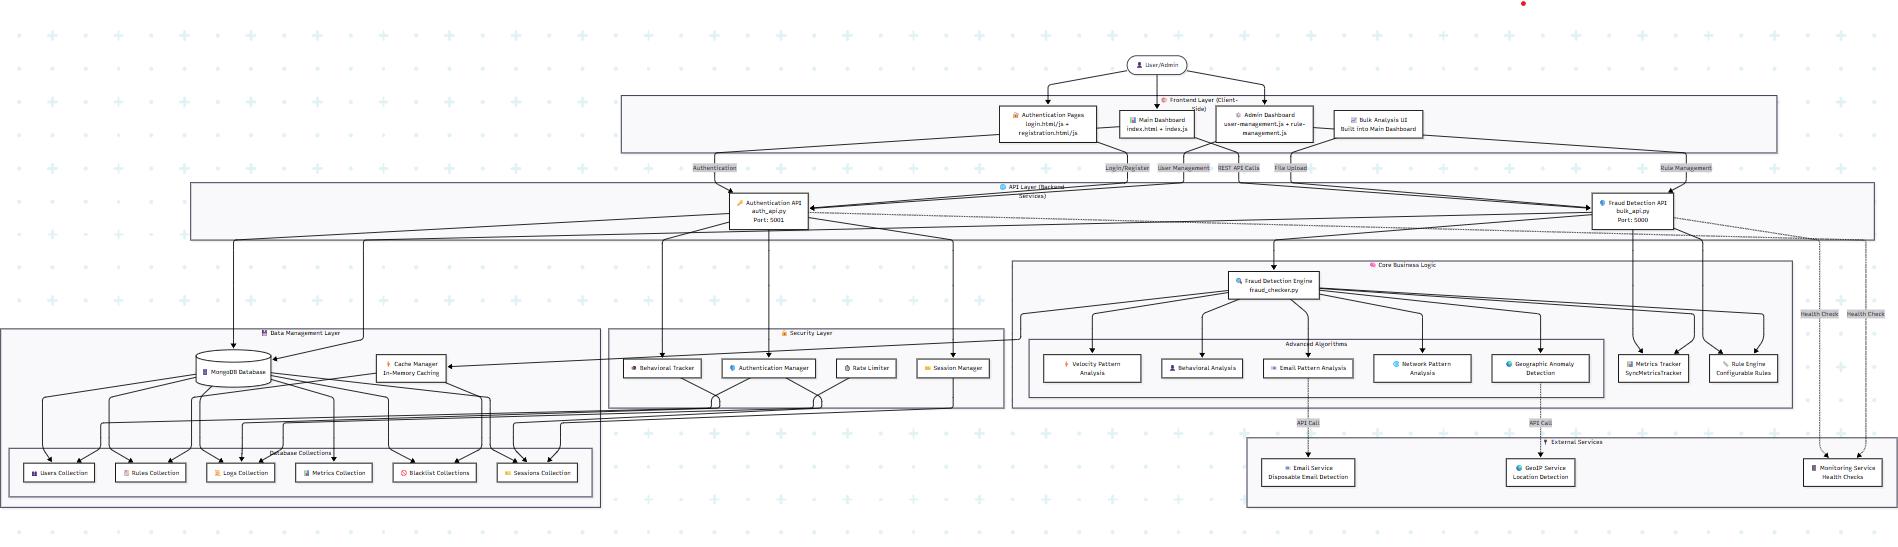 User/Admin
Frontend Layer (Client-
Side)
Authentication Pages
login.html/js +
registration.html/js
Main Dashboard
index.html + index.js
Admin Dashboard
user-management.js + rule-
management.js
Bulk Analysis UI
Built into Main Dashboard
Authentication
Login/Register
User Management
REST API Calls
File Upload
Rule Management
API Layer (Backend
Services)
Authentication API
auth_api.py
Port: 5001
Fraud Detection API
bulk_api.py
Port: 5000
Core Business Logic
Fraud Detection Engine
fraud_checker.py
Health Check
Health Check
Data Management Layer
Security Layer
Advanced Algorithms
MongoDB Database
Cache Manager
In-Memory Caching
Behavioral Tracker
Authentication Manager
Rate Limiter
Session Manager
Velocity Pattern
Analysis
Behavioral Analysis
Email Pattern Analysis
Network Pattern
Analysis
Geographic Anomaly
Detection
Metrics Tracker
SyncMetricsTracker
Rule Engine
Configurable Rules
API Call
API Call
External Services
Database Collections
Users Collection
Rules Collection
Logs Collection
Metrics Collection
Blacklist Collections
Sessions Collection
Email Service
Disposable Email Detection
GeoIP Service
Location Detection
Monitoring Service
Health Checks